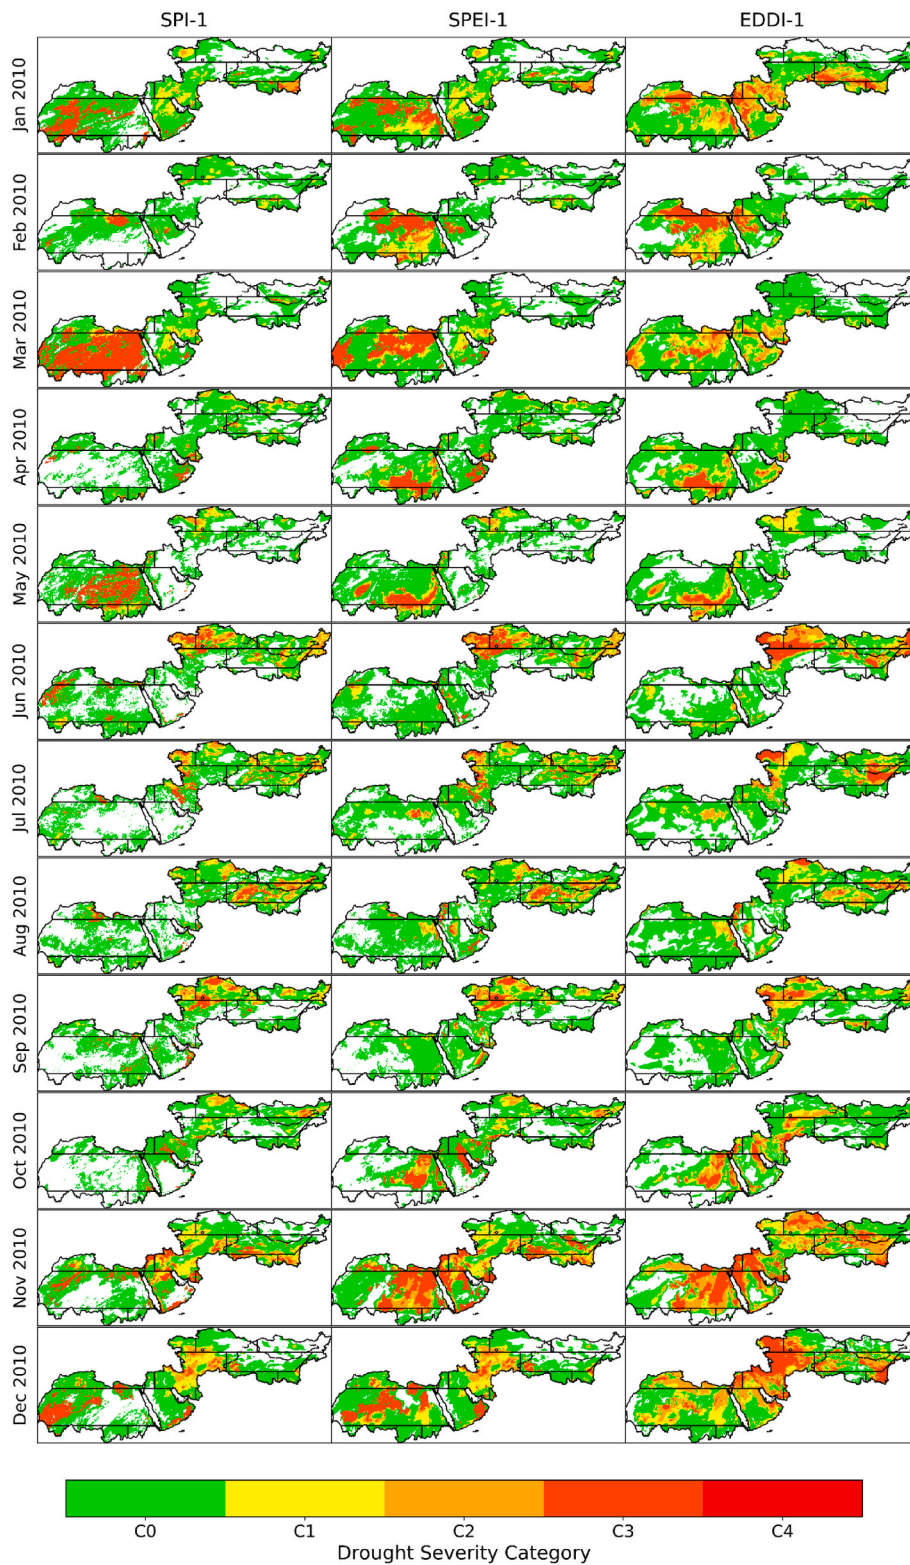 SPI-1 SPEI-1 EDDI-1
Jan 2010
Feb 2010
Mar 2010
Apr 2010
May 2010
Jun 2010
Jul 2010
Aug 2010
Sep 2010
Oct 2010
Nov 2010
Dec 2010
C0 C1 C2 C3 C4
Drought Severity Category